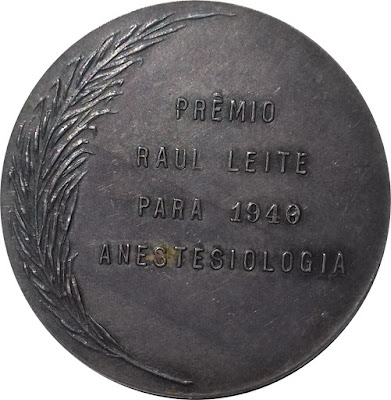 PRÊMIO
RAUL LEITE
PARA 1940
ANESTESIOLOGIA